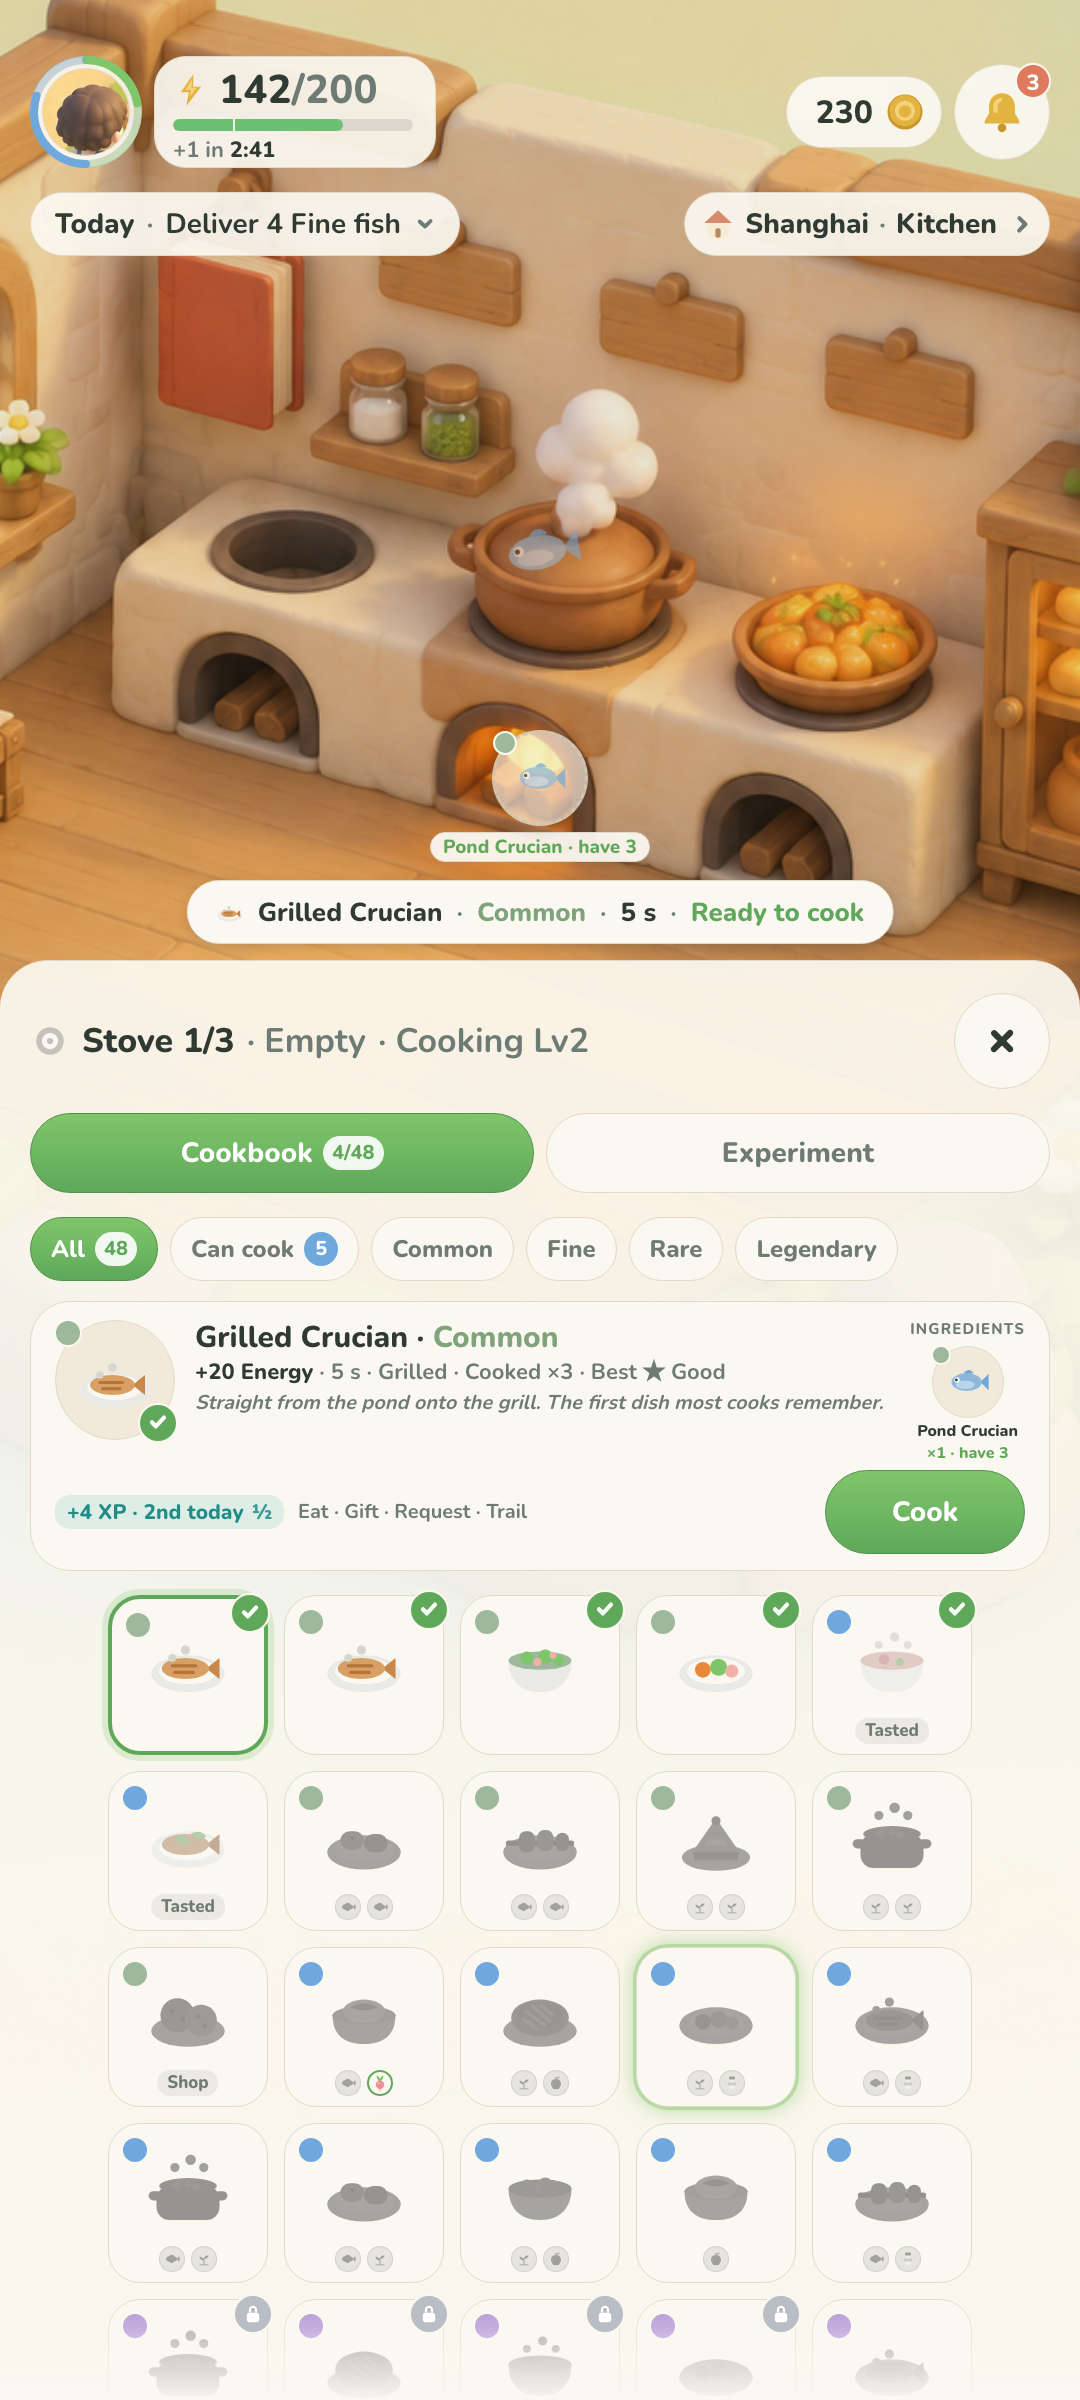 142/200
+1 in 2:41
230
3
Today · Deliver 4 Fine fish
Shanghai · Kitchen
Pond Crucian · have 3
Grilled Crucian · Common · 5 s · Ready to cook
Stove 1/3 · Empty · Cooking Lv2
Cookbook 4/48
Experiment
All 48
Can cook 5
Common
Fine
Rare
Legendary
Grilled Crucian · Common
+20 Energy · 5 s · Grilled · Cooked ×3 · Best ★ Good
Straight from the pond onto the grill. The first dish most cooks remember.
INGREDIENTS
Pond Crucian
×1 · have 3
+4 XP · 2nd today ½
Eat · Gift · Request · Trail
Cook
Tasted
Tasted
Shop